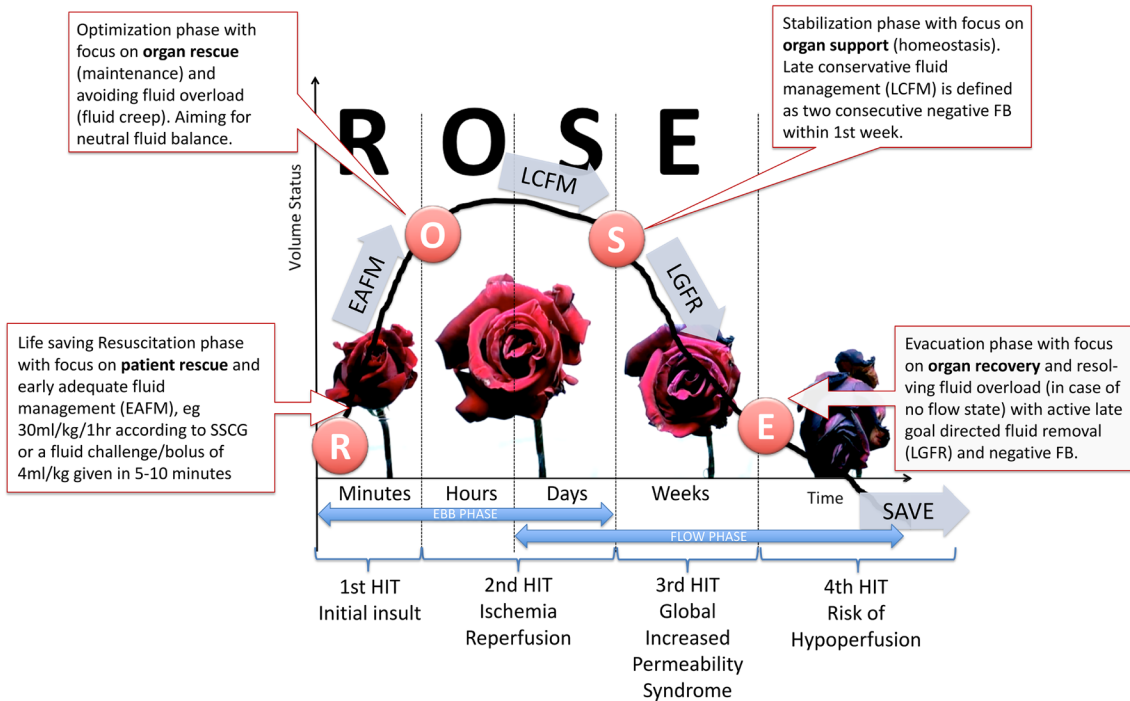 Optimization phase with
focus on organ rescue
(maintenance) and
avoiding fluid overload
(fluid creep). Aiming for
neutral fluid balance.
Stabilization phase with focus on
organ support (homeostasis).
Late conservative fluid
management (LCFM) is defined
as two consecutive negative FB
within 1st week.
R O S E
Volume Status
LCFM
O
S
EAFM
LGFR
Life saving Resuscitation phase
with focus on patient rescue and
early adequate fluid
management (EAFM), eg
30ml/kg/1hr according to SSCG
or a fluid challenge/bolus of
4ml/kg given in 5-10 minutes
Evacuation phase with focus
on organ recovery and resol-
ving fluid overload (in case of
no flow state) with active late
goal directed fluid removal
(LGFR) and negative FB.
R
E
Minutes
Hours
Days
Weeks
Time
EBB PHASE
SAVE
FLOW PHASE
1st HIT
Initial insult
2nd HIT
Ischemia
Reperfusion
3rd HIT
Global
Increased
Permeability
Syndrome
4th HIT
Risk of
Hypoperfusion